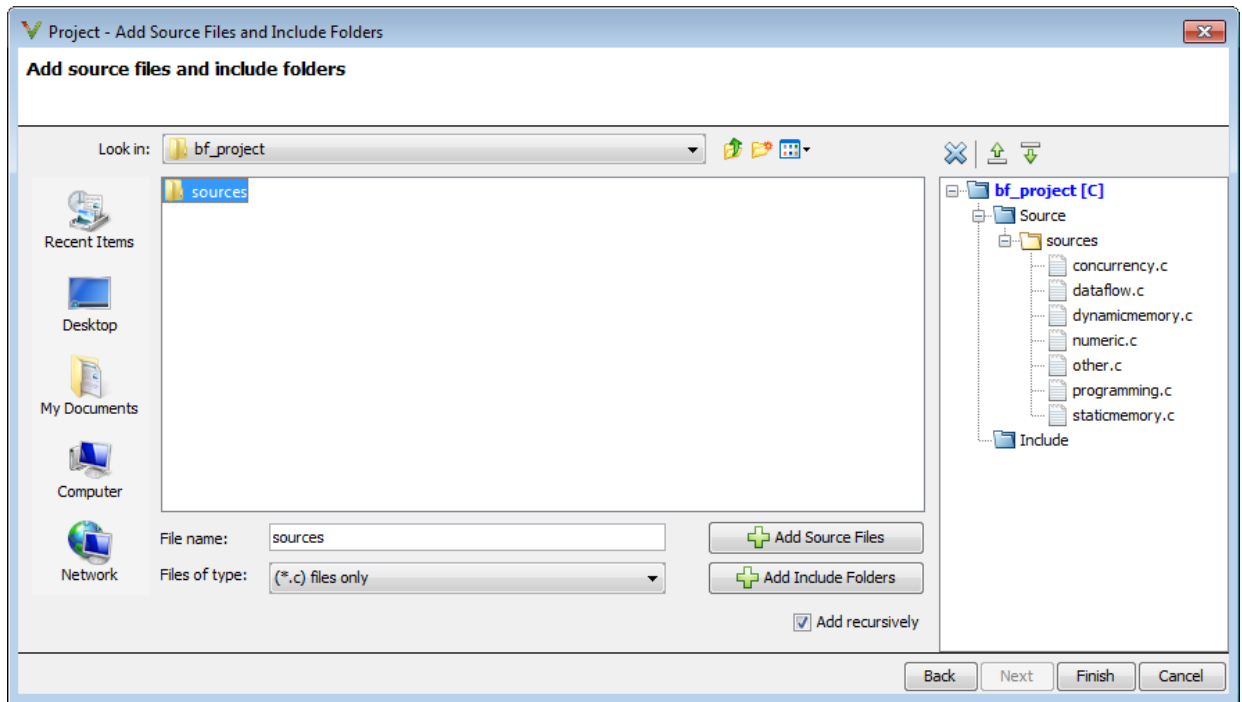 Project - Add Source Files and Include Folders
Add source files and include folders
Look in:
bf_project
sources
Recent Items
Desktop
My Documents
Computer
Network
File name:
sources
Add Source Files
Files of type:
(*.c) files only
Add Include Folders
Add recursively
bf_project [C]
Source
sources
concurrency.c
dataflow.c
dynamicmemory.c
numeric.c
other.c
programming.c
staticmemory.c
Include
Back
Next
Finish
Cancel